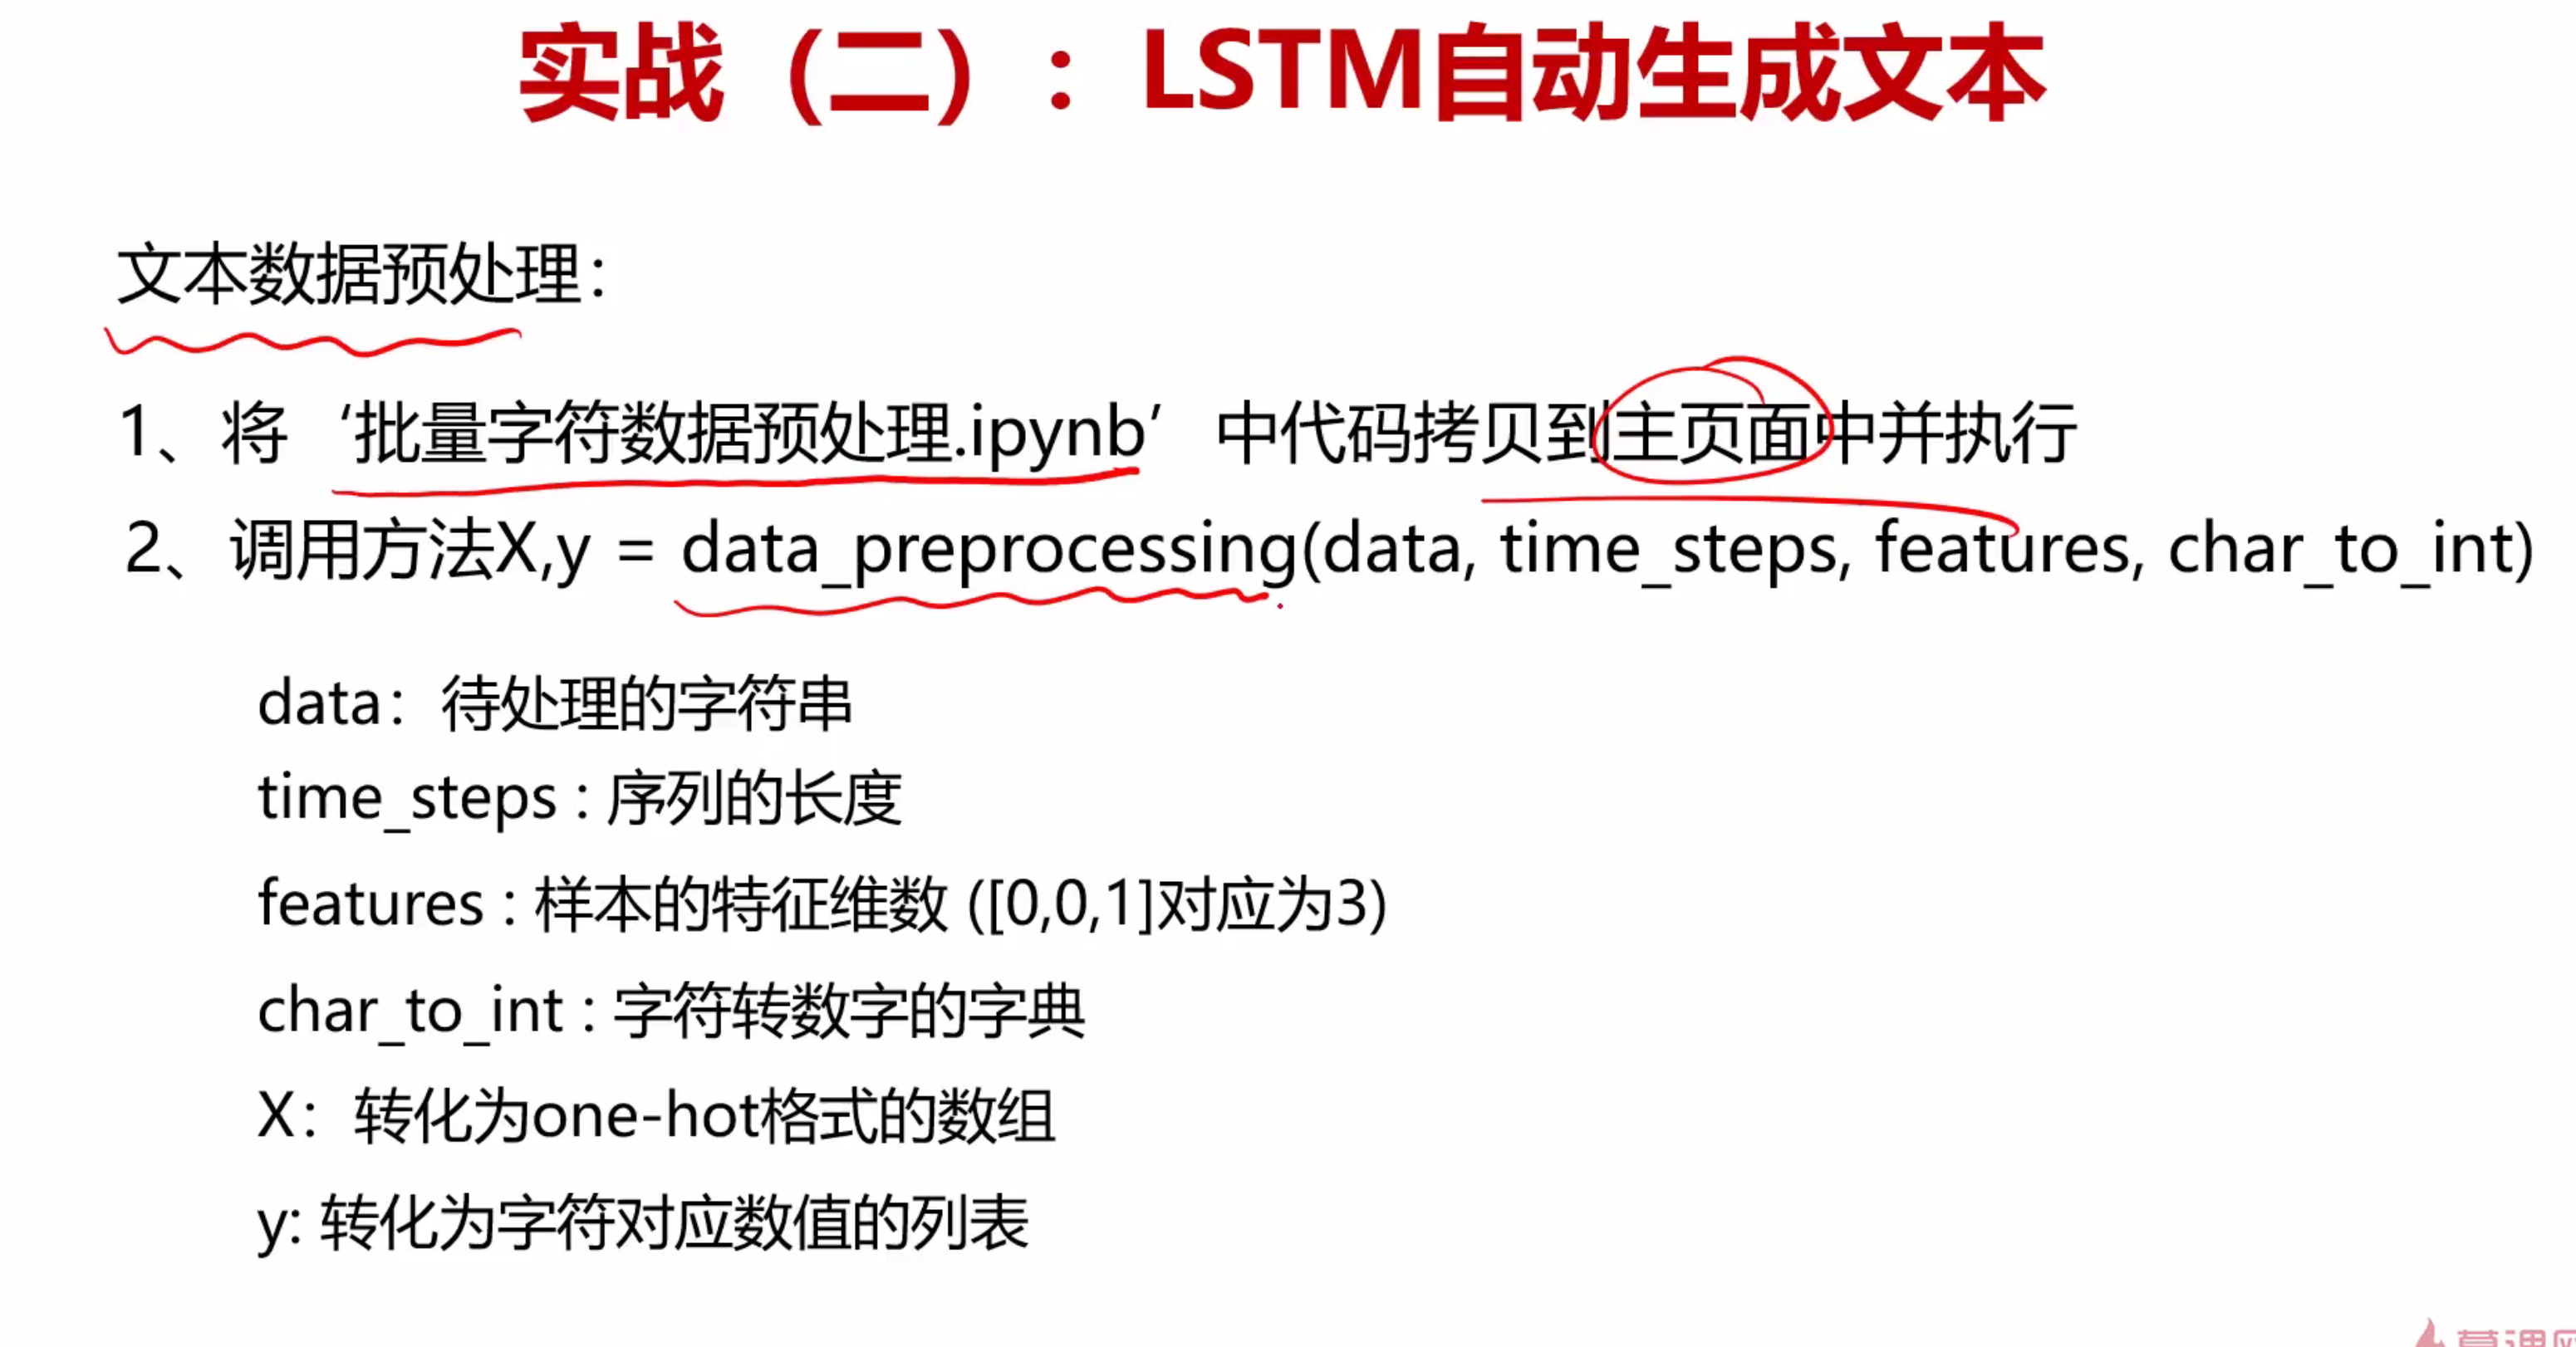 实战（二）：LSTM自动生成文本
文本数据预处理：
1、将 ‘批量字符数据预处理.ipynb’ 中代码拷贝到主页面中并执行
2、调用方法X,y = data_preprocessing(data, time_steps, features, char_to_int)
data：待处理的字符串
time_steps : 序列的长度
features : 样本的特征维数 ([0,0,1]对应为3)
char_to_int : 字符转数字的字典
X：转化为one-hot格式的数组
y: 转化为字符对应数值的列表